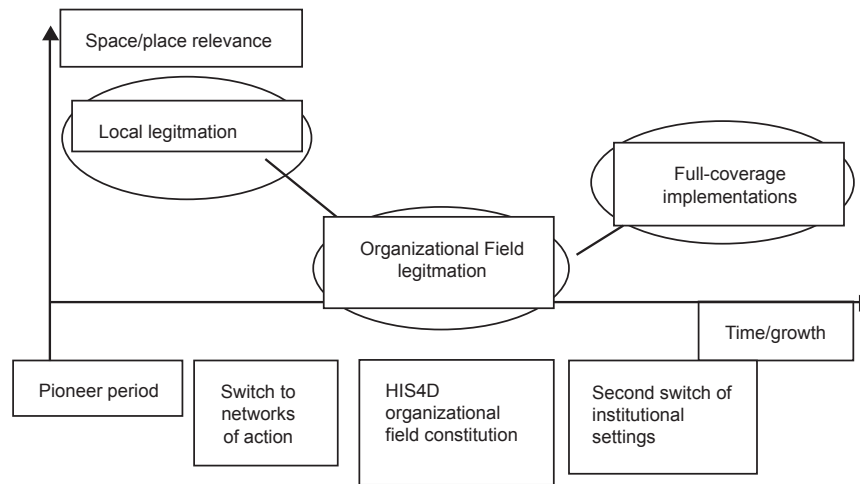 Space/place relevance
Local legitmation
Full-coverage
implementations
Organizational Field
legitmation
Time/growth
Pioneer period
Switch to
networks
of action
HIS4D
organizational
field constitution
Second switch of
institutional
settings